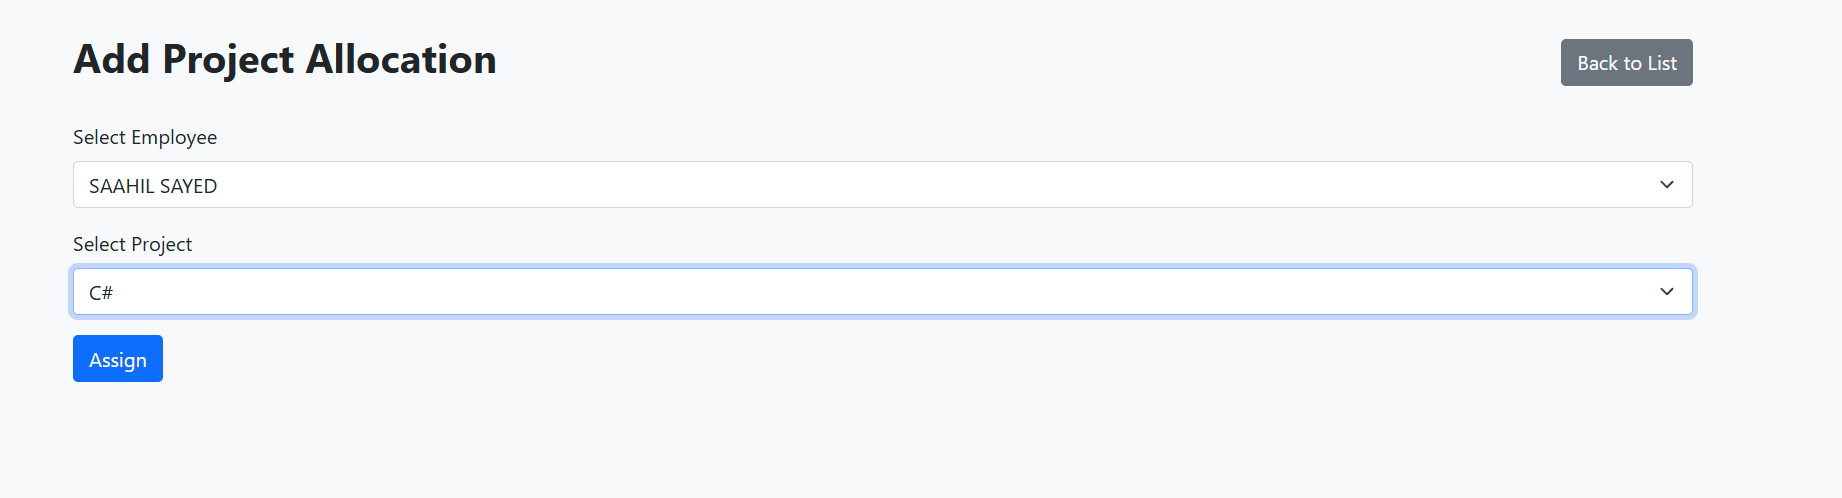 Add Project Allocation
Back to List
Select Employee
SAAHIL SAYED
Select Project
C#
Assign